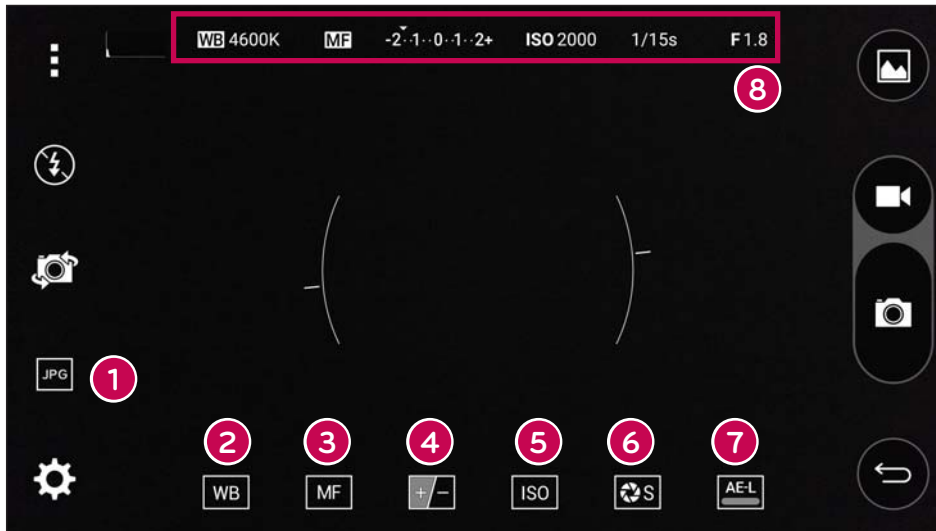 WB 4600K MF -2··1··0··1··2+ ISO 2000 1/15s F1.8
8
JPG 1
2 3 4 5 6 7
WB MF +/- ISO S AE-L